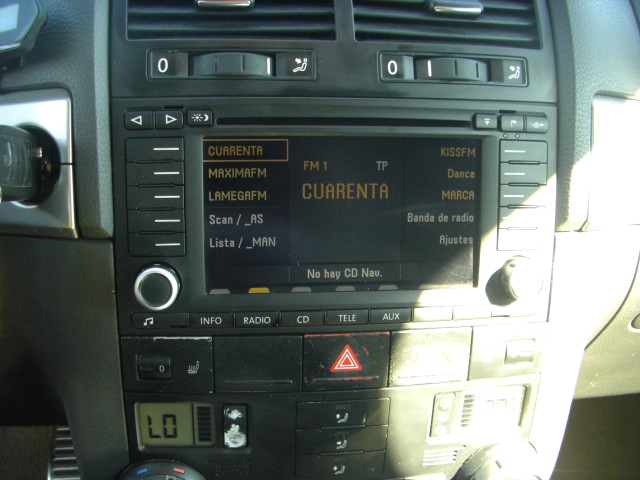 0
0
CUARENTA
MAXIMAFM
LAMEGAFM
Scan / _AS
Lista / _MAN
FM 1
TP
CUARENTA
KISSFM
Dance
MARCA
Banda de radio
Ajustes
No hay CD Nav.
INFO
RADIO
CD
TELE
AUX
0
LO